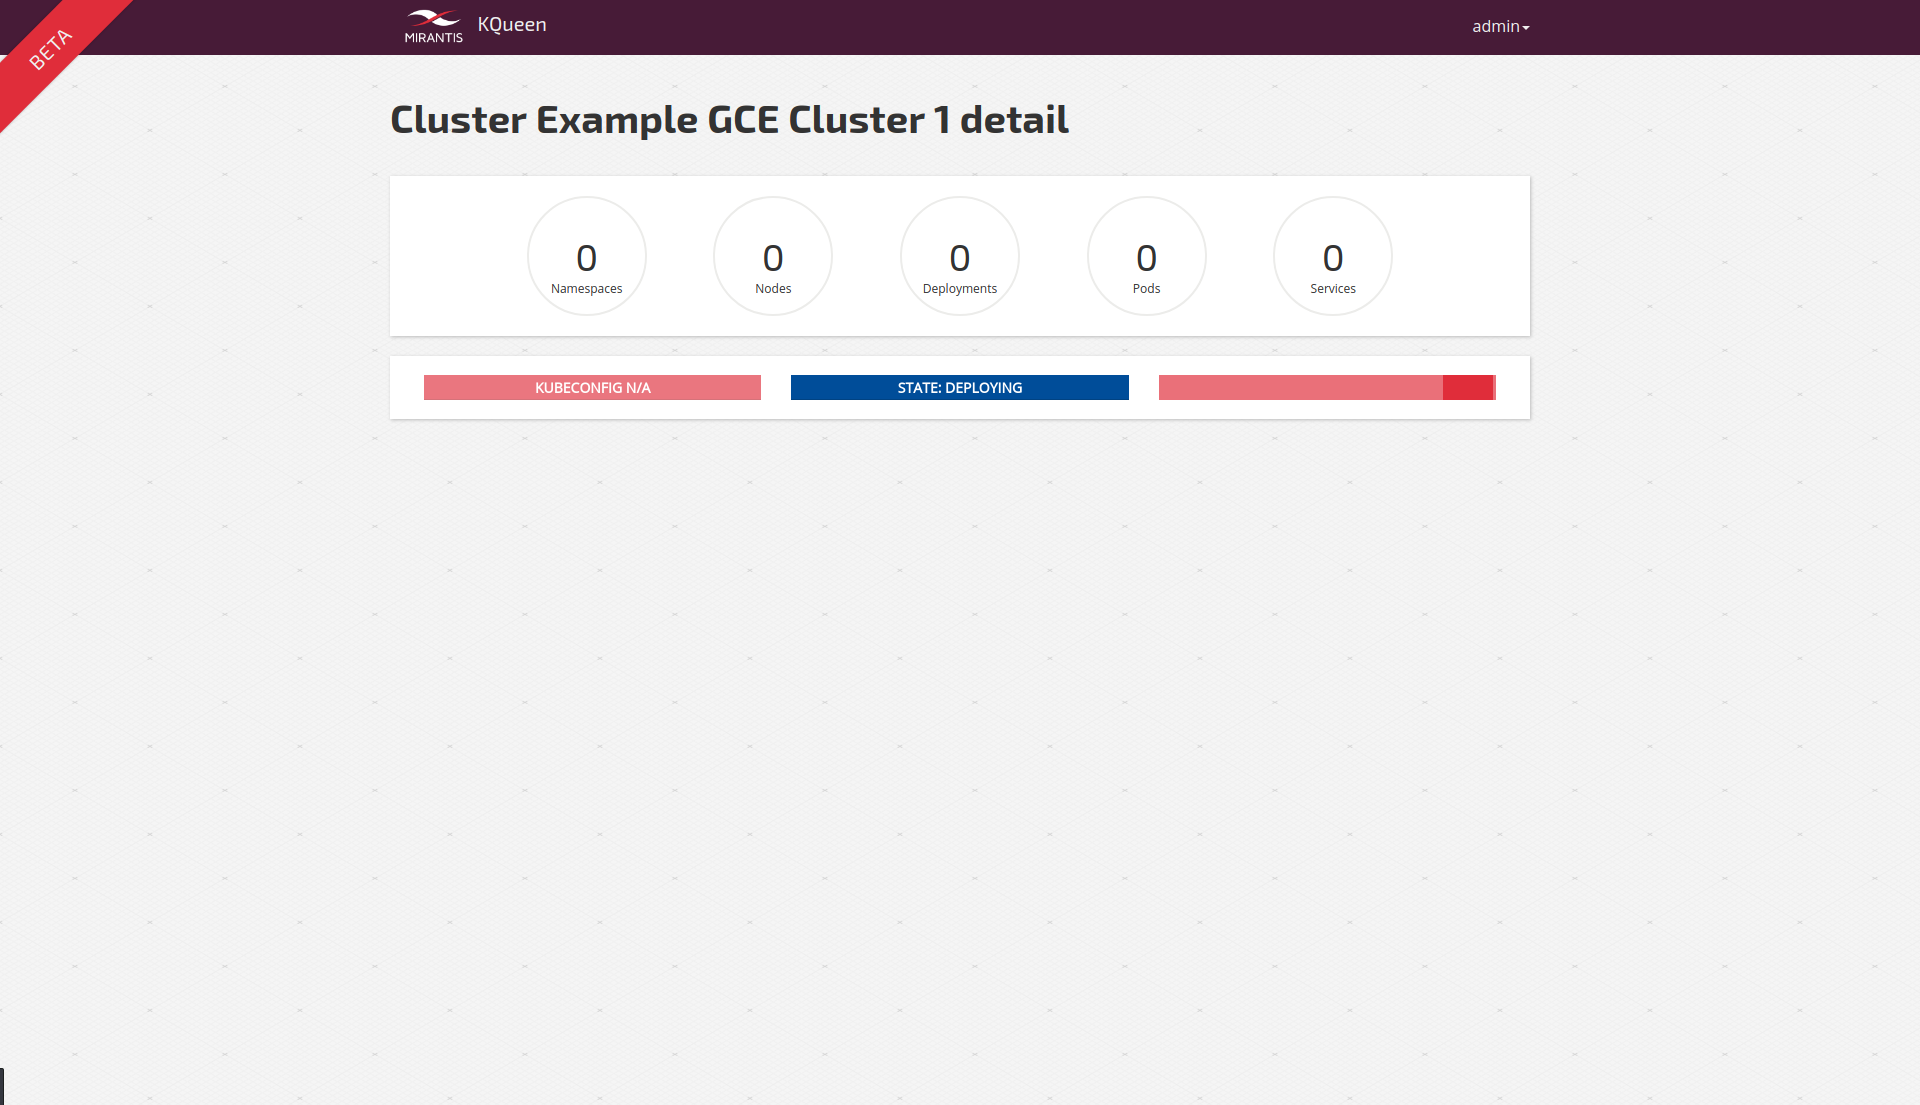 BETA
MIRANTIS
KQueen
admin
Cluster Example GCE Cluster 1 detail
0
Namespaces
0
Nodes
0
Deployments
0
Pods
0
Services
KUBECONFIG N/A
STATE: DEPLOYING